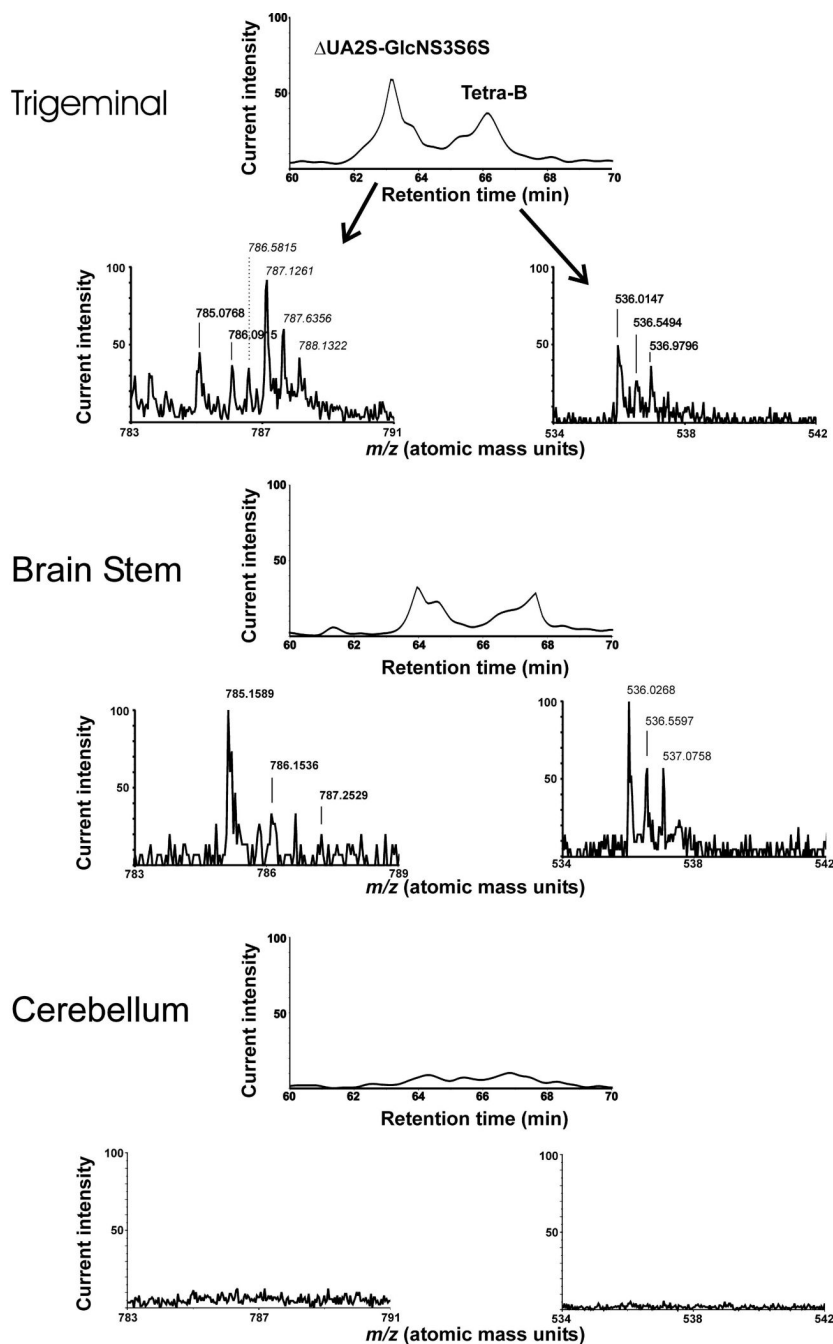 Trigeminal
Current intensity
100
50
ΔUA2S-GlcNS3S6S
Tetra-B
60 62 64 66 68 70
Retention time (min)
Current intensity
100
50
785.0768
786.0915
786.5815
787.1261
787.6356
788.1322
783 787 791
100
50
536.0147
536.5494
536.9796
534 538 542
m/z (atomic mass units)
Brain Stem
Current intensity
100
50
60 62 64 66 68 70
Retention time (min)
Current intensity
100
50
785.1589
786.1536
787.2529
783 786 789
100
50
536.0268
536.5597
537.0758
534 538 542
m/z (atomic mass units)
Cerebellum
Current intensity
100
50
60 62 64 66 68 70
Retention time (min)
Current intensity
100
50
783 787 791
100
50
534 538 542
m/z (atomic mass units)